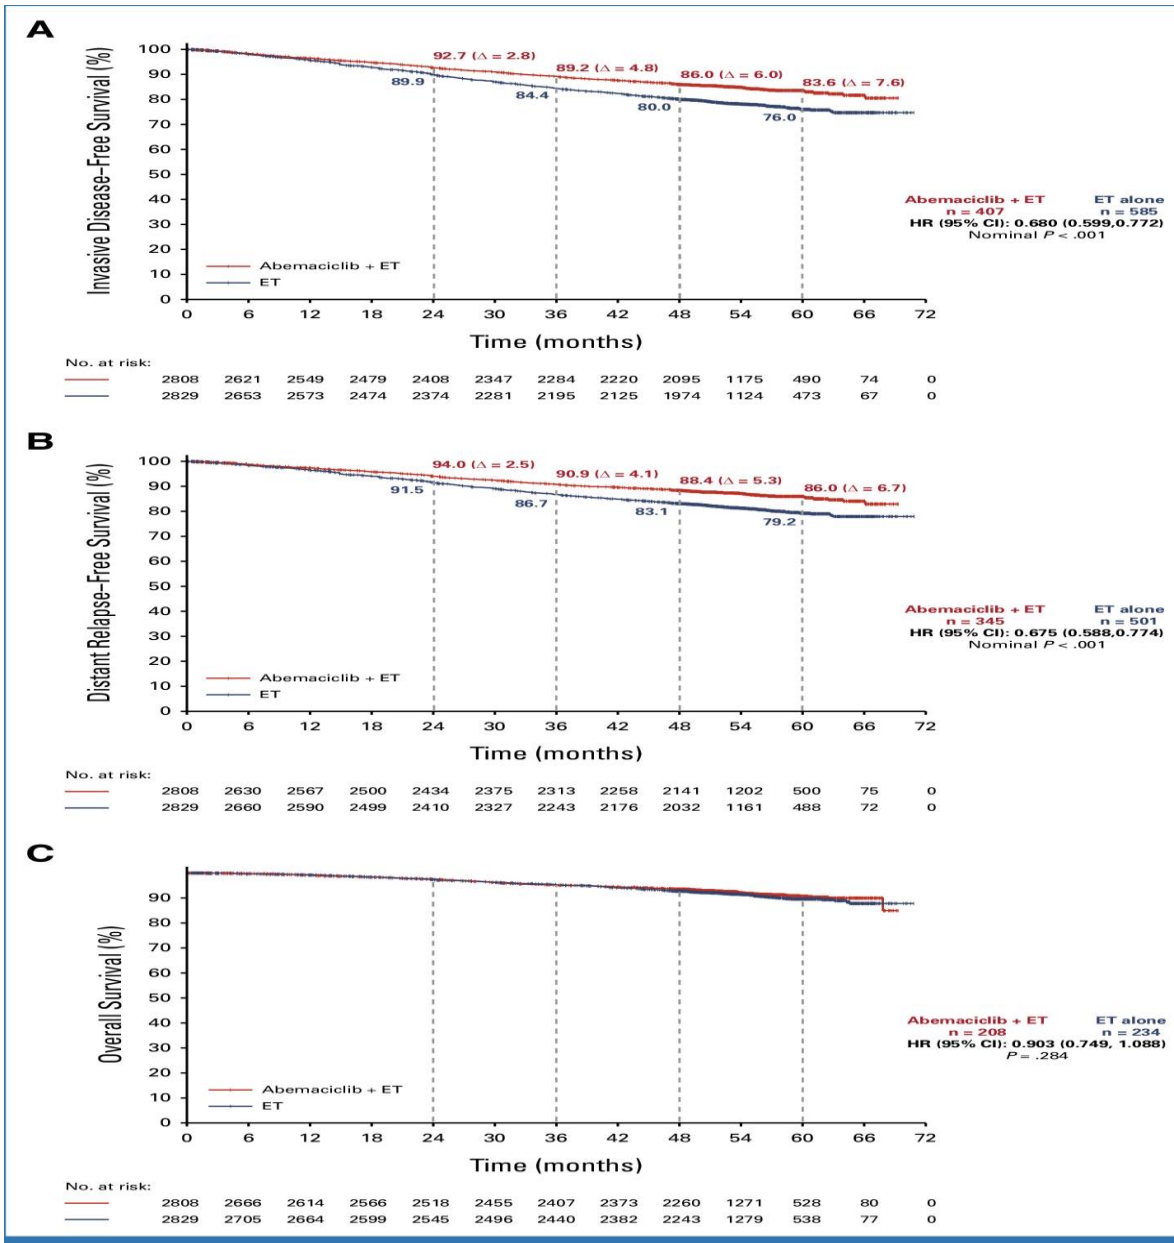 A
Invasive Disease–Free Survival (%)
100
90
80
70
60
50
40
30
20
10
0
92.7 (Δ = 2.8)
89.2 (Δ = 4.8)
86.0 (Δ = 6.0)
83.6 (Δ = 7.6)
89.9
84.4
80.0
76.0
Abemaciclib + ET
ET
Abemaciclib + ET ET alone
n = 407 n = 585
HR (95% CI): 0.680 (0.599,0.772)
Nominal P < .001
0 6 12 18 24 30 36 42 48 54 60 66 72
Time (months)
No. at risk:
2808 2621 2549 2479 2408 2347 2284 2220 2095 1175 490 74 0
2829 2653 2573 2474 2374 2281 2195 2125 1974 1124 473 67 0
B
Distant Relapse–Free Survival (%)
100
90
80
70
60
50
40
30
20
10
0
94.0 (Δ = 2.5)
90.9 (Δ = 4.1)
88.4 (Δ = 5.3)
86.0 (Δ = 6.7)
91.5
86.7
83.1
79.2
Abemaciclib + ET
ET
Abemaciclib + ET ET alone
n = 345 n = 501
HR (95% CI): 0.675 (0.588,0.774)
Nominal P < .001
0 6 12 18 24 30 36 42 48 54 60 66 72
Time (months)
No. at risk:
2808 2630 2567 2500 2434 2375 2313 2258 2141 1202 500 75 0
2829 2660 2590 2499 2410 2327 2243 2176 2032 1161 488 72 0
C
Overall Survival (%)
90
80
70
60
50
40
30
20
10
0
Abemaciclib + ET
ET
Abemaciclib + ET ET alone
n = 208 n = 234
HR (95% CI): 0.903 (0.749, 1.088)
P = .284
0 6 12 18 24 30 36 42 48 54 60 66 72
Time (months)
No. at risk:
2808 2666 2614 2566 2518 2455 2407 2373 2260 1271 528 80 0
2829 2705 2664 2599 2545 2496 2440 2382 2243 1279 538 77 0